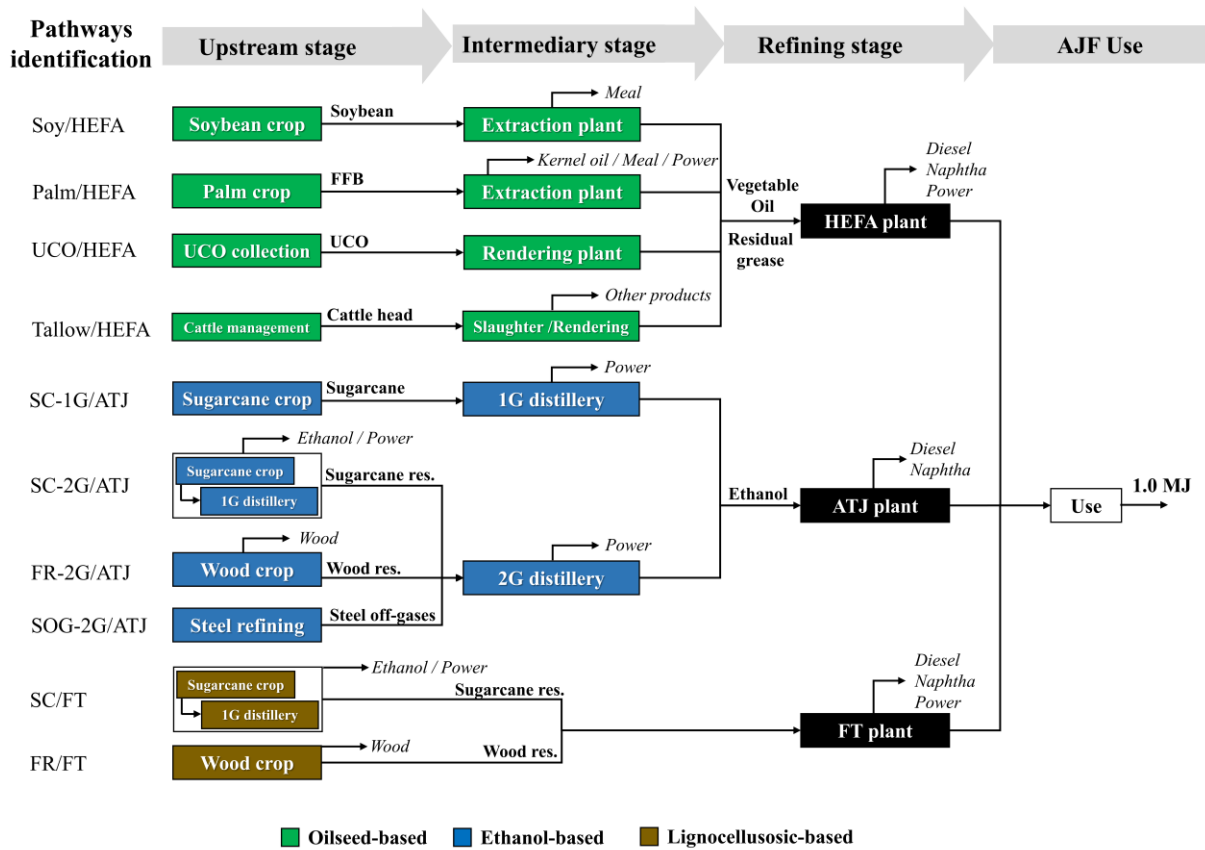 Pathways
identification
Upstream stage
Intermediary stage
Refining stage
AJF Use
Soy/HEFA
Soybean crop
Soybean
Extraction plant
Meal
Palm/HEFA
Palm crop
FFB
Extraction plant
Kernel oil / Meal / Power
UCO/HEFA
UCO collection
UCO
Rendering plant
Tallow/HEFA
Cattle management
Cattle head
Slaughter /Rendering
Other products
Vegetable
Oil
Residual
grease
HEFA plant
Diesel
Naphtha
Power
SC-1G/ATJ
Sugarcane crop
Sugarcane
1G distillery
Power
SC-2G/ATJ
Sugarcane crop
1G distillery
Ethanol / Power
Sugarcane res.
FR-2G/ATJ
Wood crop
Wood
Wood res.
2G distillery
Power
SOG-2G/ATJ
Steel refining
Steel off-gases
Ethanol
ATJ plant
Diesel
Naphtha
Use
1.0 MJ
SC/FT
Sugarcane crop
1G distillery
Ethanol / Power
Sugarcane res.
FR/FT
Wood crop
Wood
Wood res.
FT plant
Diesel
Naphtha
Power
Oilseed-based
Ethanol-based
Lignocellusosic-based